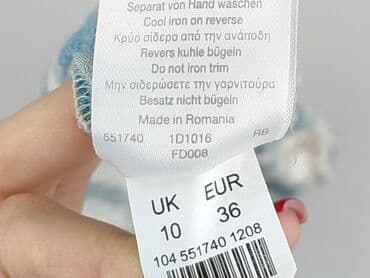 Separat von Hand waschen
Cool iron on reverse
Κρύο σίδερο από την ανάποδη
Revers kuhle bügeln
Do not iron trim
Μην σιδερώσετε την γαρνιτούρα
Besatz nicht bügeln
Made in Romania
551740 1D1016 RB
FD008
UK EUR
10 36
104 551740 1208